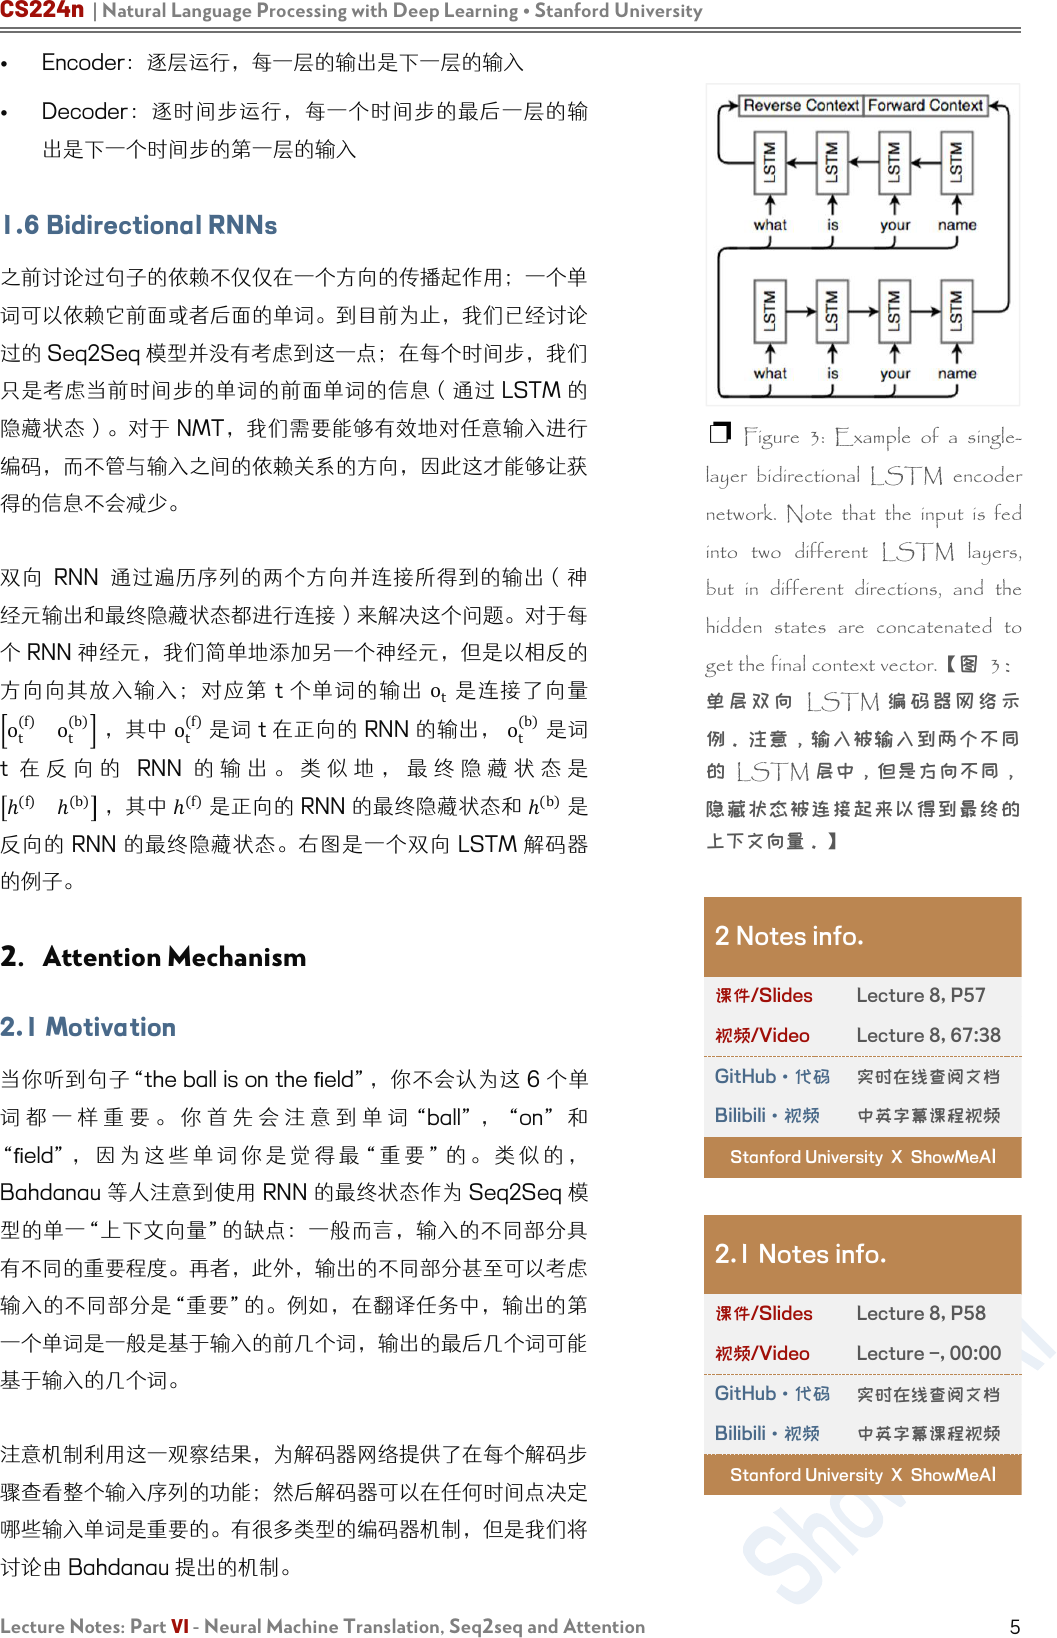 CS224n | Natural Language Processing with Deep Learning • Stanford University
• Encoder：逐层运行，每一层的输出是下一层的输入
• Decoder：逐时间步运行，每一个时间步的最后一层的输
出是下一个时间步的第一层的输入
1.6 Bidirectional RNNs
之前讨论过句子的依赖不仅仅在一个方向的传播起作用；一个单
词可以依赖它前面或者后面的单词。到目前为止，我们已经讨论
过的 Seq2Seq 模型并没有考虑到这一点；在每个时间步，我们
只是考虑当前时间步的单词的前面单词的信息（通过 LSTM 的
隐藏状态）。对于 NMT，我们需要能够有效地对任意输入进行
编码，而不管与输入之间的依赖关系的方向，因此这才能够让获
得的信息不会减少。
双向 RNN 通过遍历序列的两个方向并连接所得到的输出（神
经元输出和最终隐藏状态都进行连接）来解决这个问题。对于每
个 RNN 神经元，我们简单地添加另一个神经元，但是以相反的
方向向其放入输入；对应第 t 个单词的输出 o_t 是连接了向量
[o_t^(f) o_t^(b)]，其中 o_t^(f) 是词 t 在正向的 RNN 的输出， o_t^(b) 是词
t 在反向的 RNN 的输出。类似地，最终隐藏状态是
[h^(f) h^(b)]，其中 h^(f) 是正向的 RNN 的最终隐藏状态和 h^(b) 是
反向的 RNN 的最终隐藏状态。右图是一个双向 LSTM 解码器
的例子。
2. Attention Mechanism
2.1 Motivation
当你听到句子“the ball is on the field”，你不会认为这 6 个单
词都一样重要。你首先会注意到单词“ball”，“on” 和
“field”，因为这些单词你是觉得最“重要”的。类似的，
Bahdanau 等人注意到使用 RNN 的最终状态作为 Seq2Seq 模
型的单一“上下文向量”的缺点：一般而言，输入的不同部分具
有不同的重要程度。再者，此外，输出的不同部分甚至可以考虑
输入的不同部分是“重要”的。例如，在翻译任务中，输出的第
一个单词是一般是基于输入的前几个词，输出的最后几个词可能
基于输入的几个词。
注意机制利用这一观察结果，为解码器网络提供了在每个解码步
骤查看整个输入序列的功能；然后解码器可以在任何时间点决定
哪些输入单词是重要的。有很多类型的编码器机制，但是我们将
讨论由 Bahdanau 提出的机制。
Reverse Context Forward Context
LSTM LSTM LSTM LSTM
what is your name
LSTM LSTM LSTM LSTM
what is your name
❐ Figure 3: Example of a single-
layer bidirectional LSTM encoder
network. Note that the input is fed
into two different LSTM layers,
but in different directions, and the
hidden states are concatenated to
get the final context vector.【图 3：
单层双向 LSTM 编码器网络示
例．注意，输入被输入到两个不同
的 LSTM 层中，但是方向不同，
隐藏状态被连接起来以得到最终的
上下文向量．】
2 Notes info.
课件/Slides Lecture 8, P57
视频/Video Lecture 8, 67:38
GitHub · 代码 实时在线查阅文档
Bilibili · 视频 中英字幕课程视频
Stanford University X ShowMeAI
2.1 Notes info.
课件/Slides Lecture 8, P58
视频/Video Lecture –, 00:00
GitHub · 代码 实时在线查阅文档
Bilibili · 视频 中英字幕课程视频
Stanford University X ShowMeAI
Lecture Notes: Part VI - Neural Machine Translation, Seq2seq and Attention 5